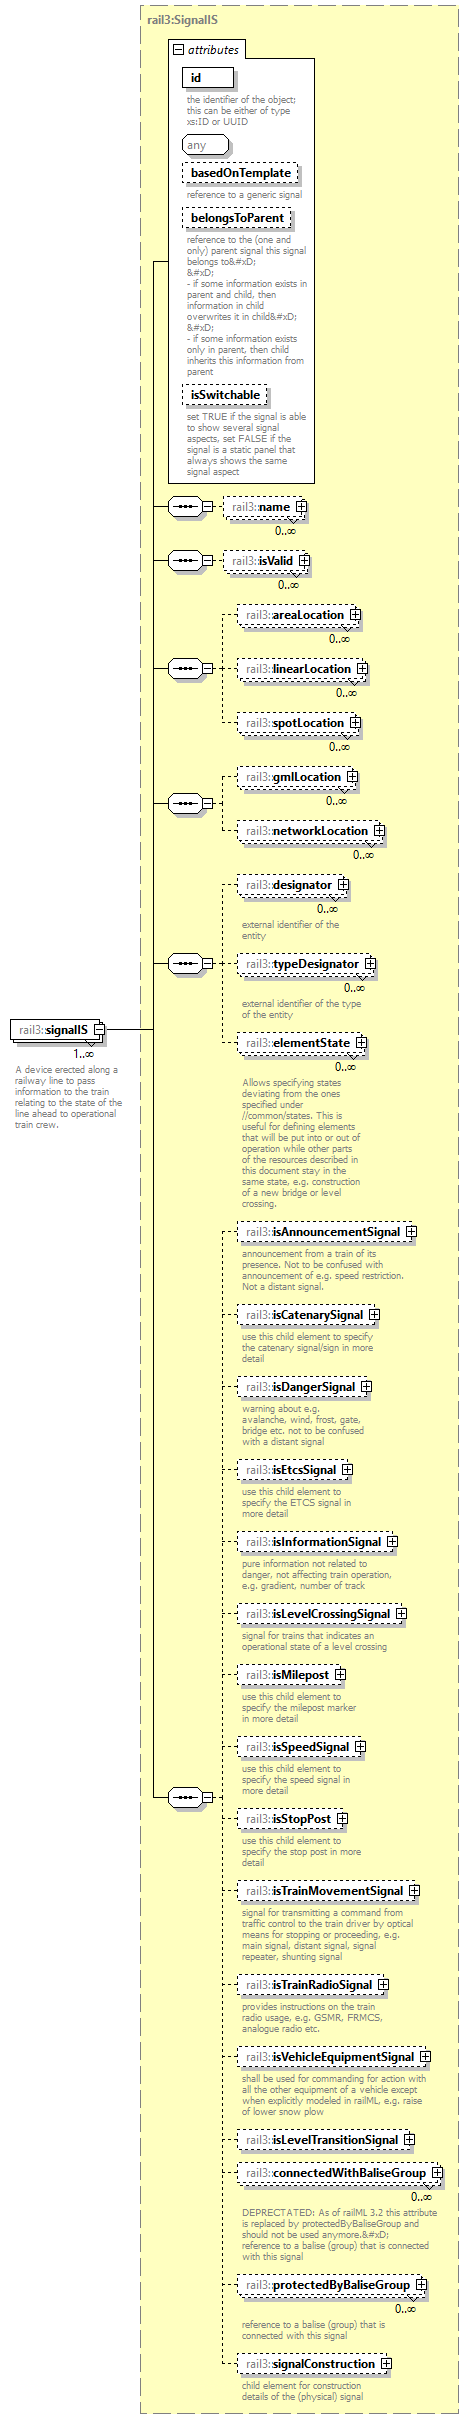 rail3:SignalIS
attributes
id
the identifier of the object;
this can be either of type
xs:ID or UUID
any
basedOnTemplate
reference to a generic signal
belongsToParent
reference to the (one and
only) parent signal this signal
belongs to&#xD;
&#xD;
- if some information exists in
parent and child, then
information in child
overwrites it in child&#xD;
&#xD;
- if some information exists
only in parent, then child
inherits this information from
parent
isSwitchable
set TRUE if the signal is able
to show several signal
aspects, set FALSE if the
signal is a static panel that
always shows the same
signal aspect
rail3:name
0..∞
rail3:isValid
0..∞
rail3:areaLocation
0..∞
rail3:linearLocation
0..∞
rail3:spotLocation
0..∞
rail3:gmlLocation
0..∞
rail3:networkLocation
0..∞
rail3:designator
0..∞
external identifier of the
entity
rail3:typeDesignator
0..∞
external identifier of the type
of the entity
rail3:signalIS
1..∞
A device erected along a
railway line to pass
information to the train
relating to the state of the
line ahead to operational
train crew.
rail3:elementState
0..∞
Allows specifying states
deviating from the ones
specified under
//common/states. This is
useful for defining elements
that will be put into or out of
operation while other parts
of the resources described in
this document stay in the
same state, e.g. construction
of a new bridge or level
crossing.
rail3:isAnnouncementSignal
announcement from a train of its
presence. Not to be confused with
announcement of e.g. speed restriction.
Not a distant signal.
rail3:isCatenarySignal
use this child element to specify
the catenary signal/sign in more
detail
rail3:isDangerSignal
warning about e.g.
avalanche, wind, frost, gate,
bridge etc. not to be confused
with a distant signal
rail3:isEtcsSignal
use this child element to
specify the ETCS signal in
more detail
rail3:isInformationSignal
pure information not related to
danger, not affecting train operation,
e.g. gradient, number of track
rail3:isLevelCrossingSignal
signal for trains that indicates an
operational state of a level crossing
rail3:isMilepost
use this child element to
specify the milepost marker
in more detail
rail3:isSpeedSignal
use this child element to
specify the speed signal in
more detail
rail3:isStopPost
use this child element to
specify the stop post in more
detail
rail3:isTrainMovementSignal
signal for transmitting a command from
traffic control to the train driver by optical
means for stopping or proceeding, e.g.
main signal, distant signal, signal
repeater, shunting signal
rail3:isTrainRadioSignal
provides instructions on the train
radio usage, e.g. GSMR, FRMCS,
analogue radio etc.
rail3:isVehicleEquipmentSignal
shall be used for commanding for action with
all the other equipment of a vehicle except
when explicitly modeled in railML, e.g. raise
of lower snow plow
rail3:isLevelTransitionSignal
rail3:connectedWithBaliseGroup
0..∞
DEPRECTATED: As of railML 3.2 this attribute
is replaced by protectedByBaliseGroup and
should not be used anymore.&#xD;
reference to a balise (group) that is connected
with this signal
rail3:protectedByBaliseGroup
0..∞
reference to a balise (group) that is
connected with this signal
rail3:signalConstruction
child element for construction
details of the (physical) signal